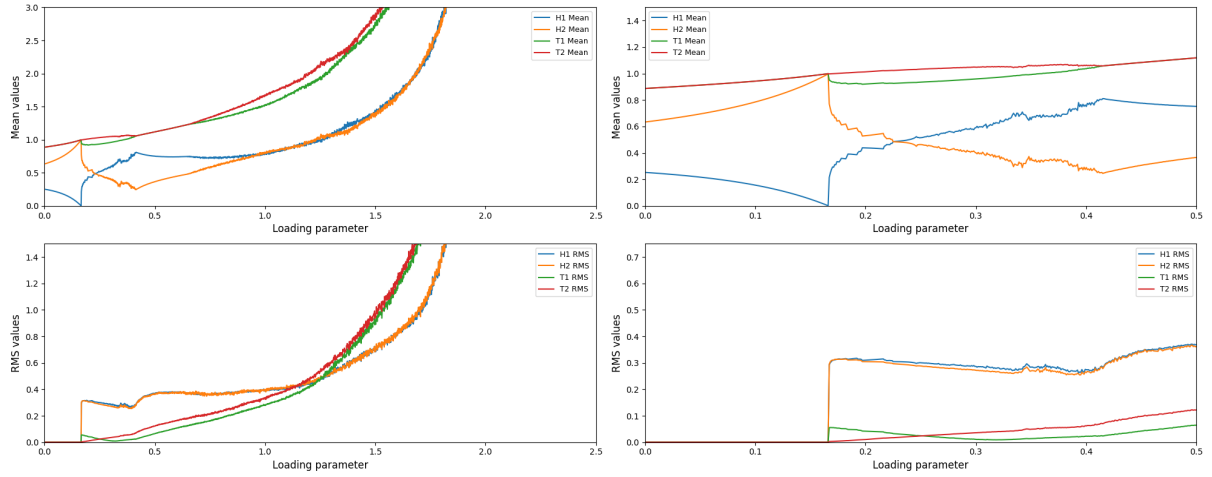 3.0
2.5
2.0
1.5
1.0
0.5
0.0
Mean values
H1 Mean
H2 Mean
T1 Mean
T2 Mean
0.0 0.5 1.0 1.5 2.0 2.5
Loading parameter
1.4
1.2
1.0
0.8
0.6
0.4
0.2
0.0
Mean values
H1 Mean
H2 Mean
T1 Mean
T2 Mean
0.0 0.1 0.2 0.3 0.4 0.5
Loading parameter
1.4
1.2
1.0
0.8
0.6
0.4
0.2
0.0
RMS values
H1 RMS
H2 RMS
T1 RMS
T2 RMS
0.0 0.5 1.0 1.5 2.0 2.5
Loading parameter
0.7
0.6
0.5
0.4
0.3
0.2
0.1
0.0
RMS values
H1 RMS
H2 RMS
T1 RMS
T2 RMS
0.0 0.1 0.2 0.3 0.4 0.5
Loading parameter